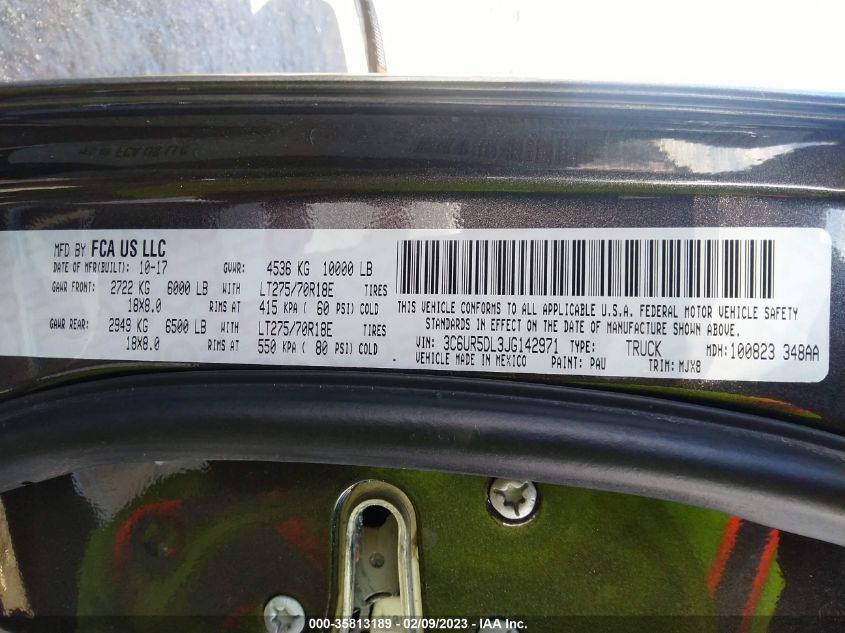 MFD BY FCA US LLC
DATE OF MFR(BUILT): 10-17 GVWR: 4536 KG 10000 LB
GAWR FRONT: 2722 KG 6000 LB WITH LT275/70R18E TIRES
18X8.0 RIMS AT 415 KPA ( 60 PSI) COLD
GAWR REAR: 2949 KG 6500 LB WITH LT275/70R18E TIRES
18X8.0 RIMS AT 550 KPA ( 80 PSI) COLD
THIS VEHICLE CONFORMS TO ALL APPLICABLE U.S.A. FEDERAL MOTOR VEHICLE SAFETY
STANDARDS IN EFFECT ON THE DATE OF MANUFACTURE SHOWN ABOVE.
VIN: 3C6UR5DL3JG142971 TYPE: TRUCK MDH: 100823 348AA
VEHICLE MADE IN MEXICO PAINT: PAU TRIM: MJX8
000-35813189 - 02/09/2023 - IAA Inc.